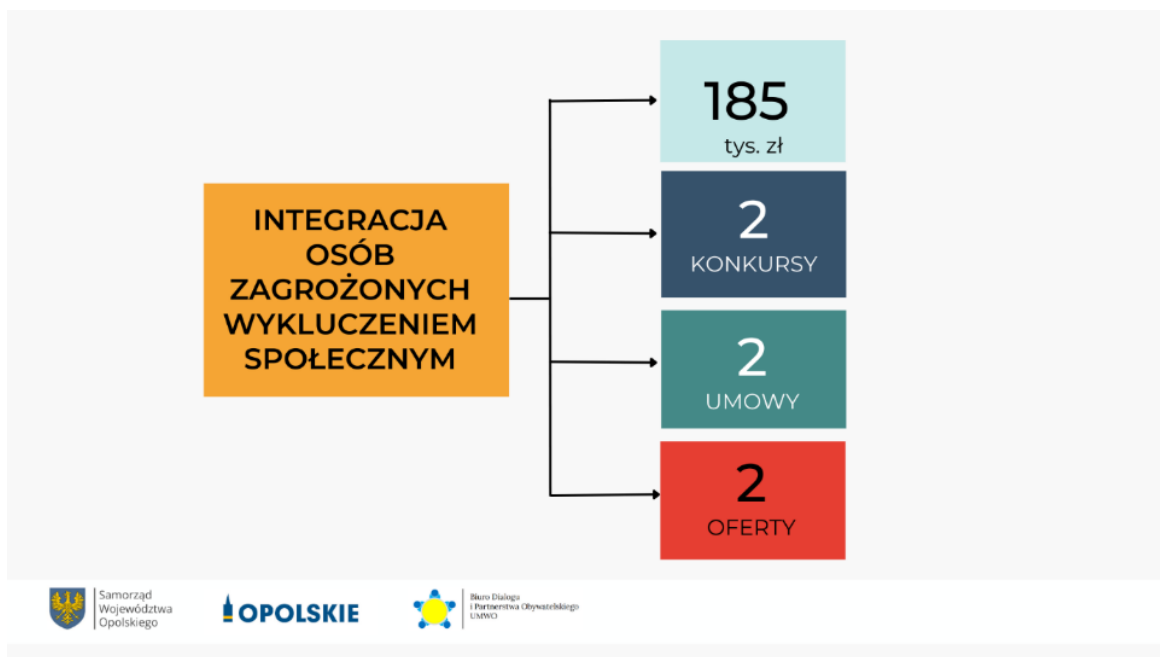 INTEGRACJA
OSÓB
ZAGROŻONYCH
WYKLUCZENIEM
SPOŁECZNYM
185
tys. zł
2
KONKURSY
2
UMOWY
2
OFERTY
Samorząd
Województwa
Opolskiego
OPOLSKIE
Biuro Dialogu
i Partnerstwa Obywatelskiego
UMWO